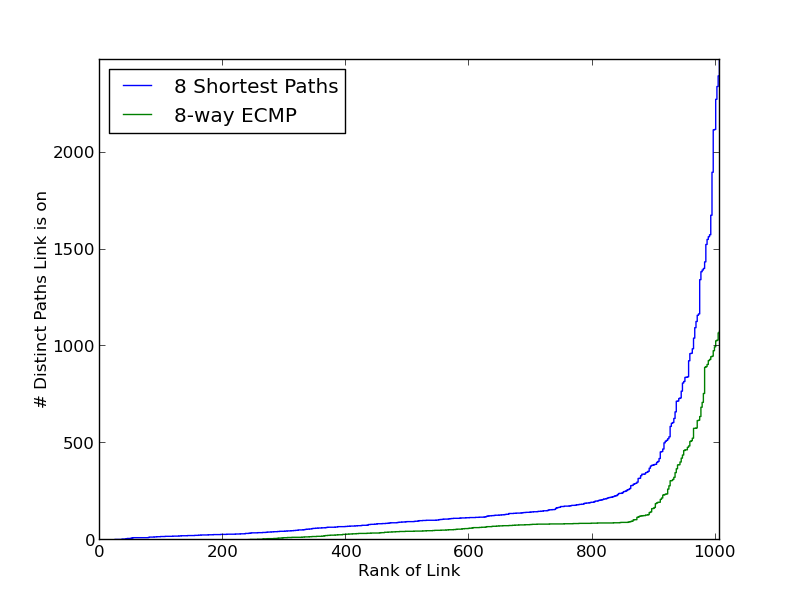 8 Shortest Paths
8-way ECMP
# Distinct Paths Link is on
2000
1500
1000
500
0
0 200 400 600 800 1000
Rank of Link